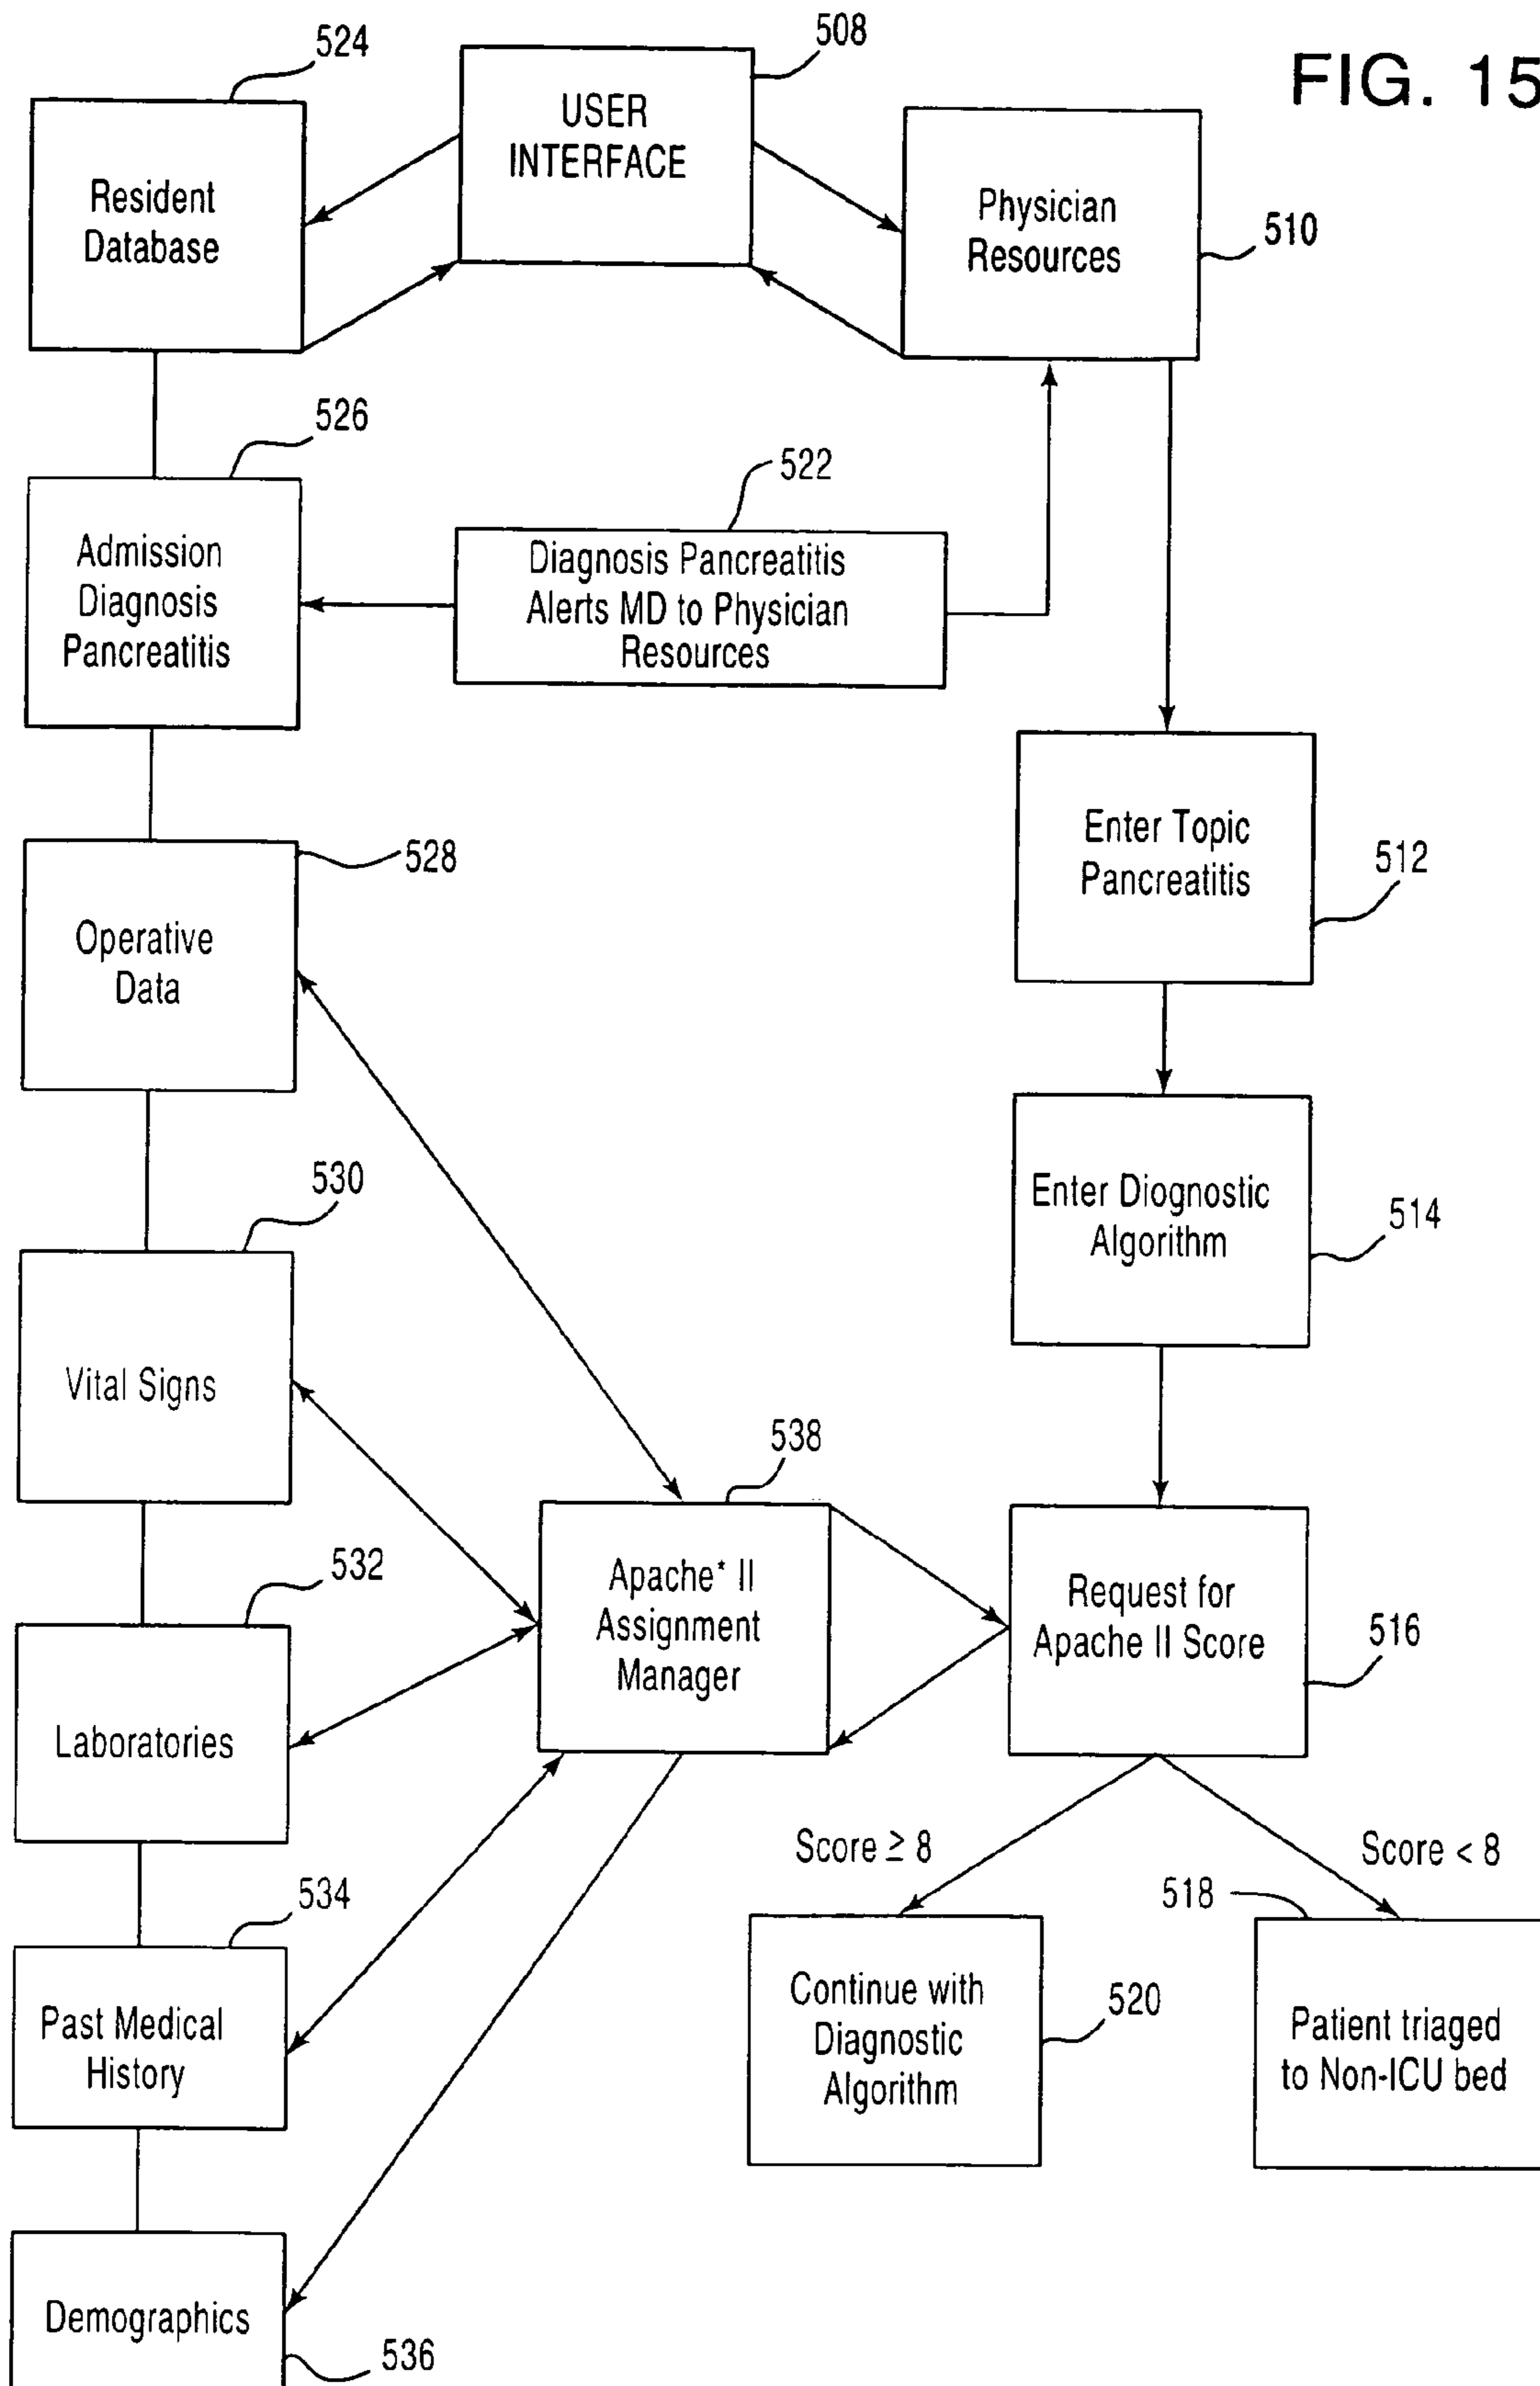 FIG. 15
524
508
USER
INTERFACE
Resident
Database
Physician
Resources
510
526
522
Admission
Diagnosis
Pancreatitis
Diagnosis Pancreatitis
Alerts MD to Physician
Resources
Enter Topic
Pancreatitis
512
528
Operative
Data
Enter Diognostic
Algorithm
514
530
Vital Signs
538
Apache* II
Assignment
Manager
Request for
Apache II Score
516
532
Laboratories
Score ≥ 8
Score < 8
534
518
Past Medical
History
Continue with
Diagnostic
Algorithm
520
Patient triaged
to Non-ICU bed
Demographics
536